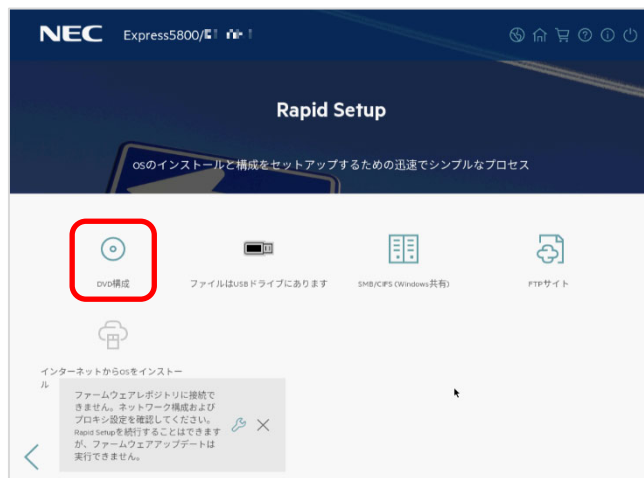 NEC Express5800/
Rapid Setup
OSのインストールと構成をセットアップするための迅速でシンプルなプロセス
DVD構成
ファイルはUSBドライブにあります
SMB/CIFS (Windows共有)
FTPサイト
インターネットからOSをインストー
ル
ファームウェアレポジトリに接続で
きません。ネットワーク構成および
プロキシ設定を確認してください。
Rapid Setupを続行することはできます
が、ファームウェアアップデートは
実行できません。